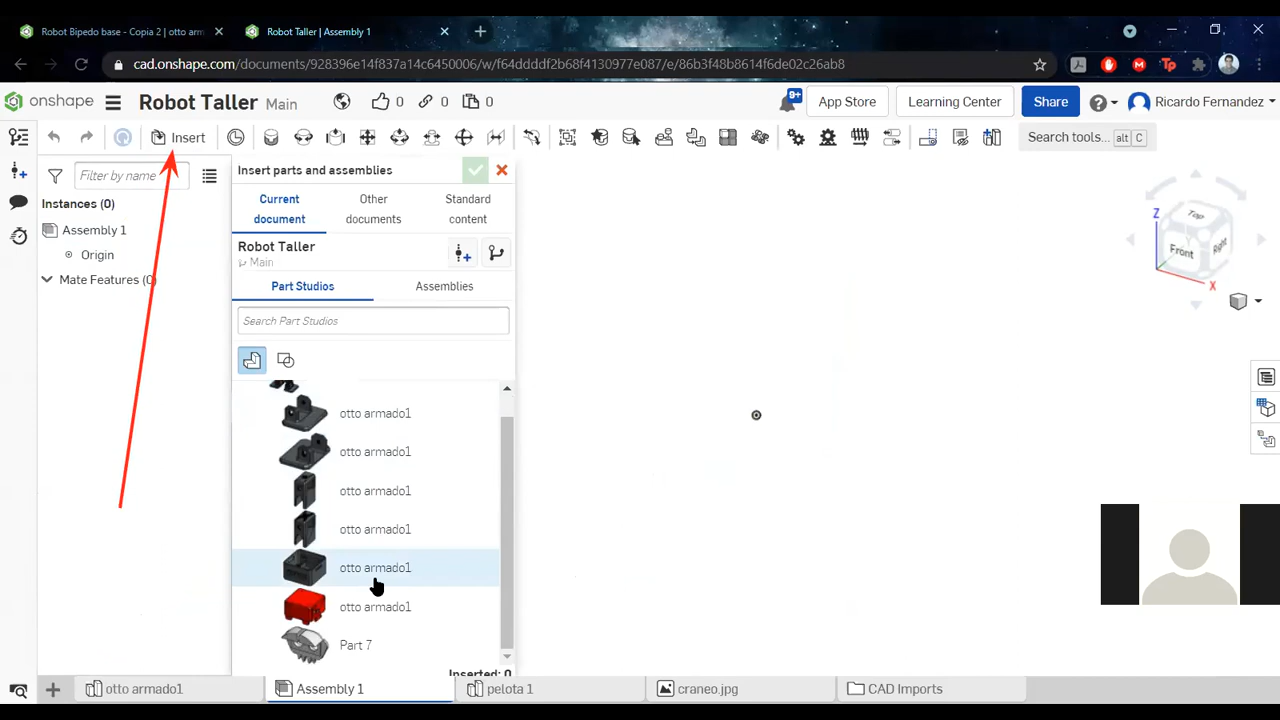 Robot Bipedo base - Copia 2 | otto arm
Robot Taller | Assembly 1
cad.onshape.com/documents/928396e14f837a14c6450006/w/f64ddddf2b68f4130977e087/e/86b3f48b8614f6de02c26ab8
onshape Robot Taller Main 0 0 0 9+ App Store Learning Center Share Ricardo Fernandez
Insert Search tools... alt C
Filter by name
Instances (0)
Assembly 1
Origin
Mate Features (0)
Insert parts and assemblies
Current document
Other documents
Standard content
Robot Taller
Main
Part Studios Assemblies
Search Part Studios
otto armado1
otto armado1
otto armado1
otto armado1
otto armado1
otto armado1
Part 7
Inserted: 0
Top
Front
Right
Z
X
otto armado1 Assembly 1 pelota 1 craneo.jpg CAD Imports